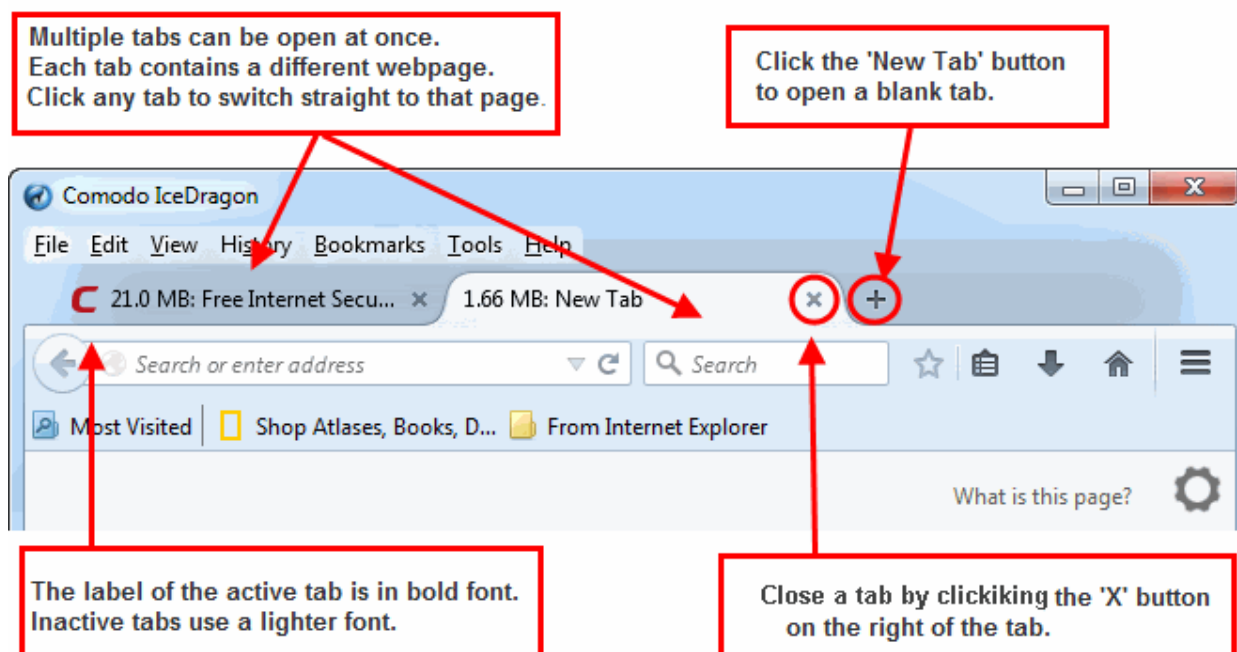 Multiple tabs can be open at once.
Each tab contains a different webpage.
Click any tab to switch straight to that page.
Click the 'New Tab' button
to open a blank tab.
Comodo IceDragon
File Edit View History Bookmarks Tools Help
21.0 MB: Free Internet Secu...
1.66 MB: New Tab
Search or enter address
Search
Most Visited
Shop Atlases, Books, D...
From Internet Explorer
What is this page?
The label of the active tab is in bold font.
Inactive tabs use a lighter font.
Close a tab by clickiking the 'X' button
on the right of the tab.